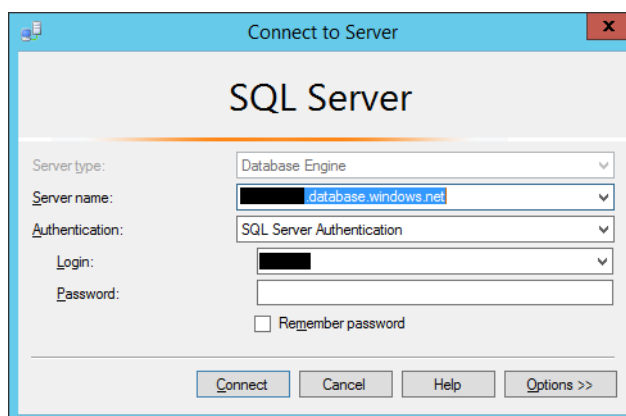 Connect to Server
x
SQL Server
Server type: Database Engine
Server name: .database.windows.net
Authentication: SQL Server Authentication
Login:
Password:
Remember password
Connect Cancel Help Options >>